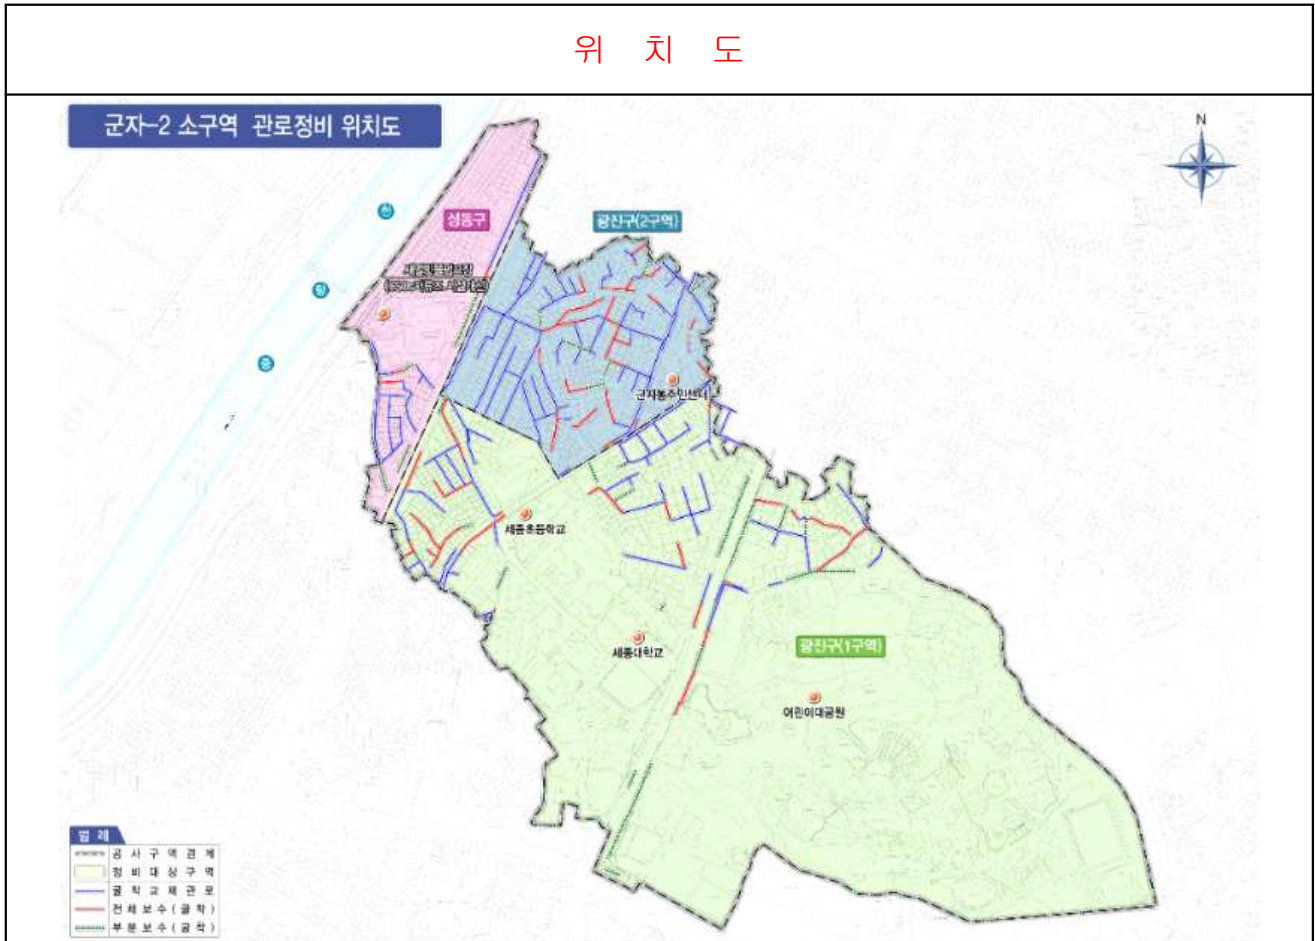 위 치 도
군자-2 소구역 관로정비 위치도
N
천
성동구
광진구(2구역)
랑
중
군자동주민센터
세종초등학교
세종대학교
광진구(1구역)
어린이대공원
범 례
공 사 구 역 경 계
정 비 대 상 구 역
굴 착 교 체 관 로
전 체 보 수 ( 굴 착 )
부 분 보 수 ( 굴 착 )